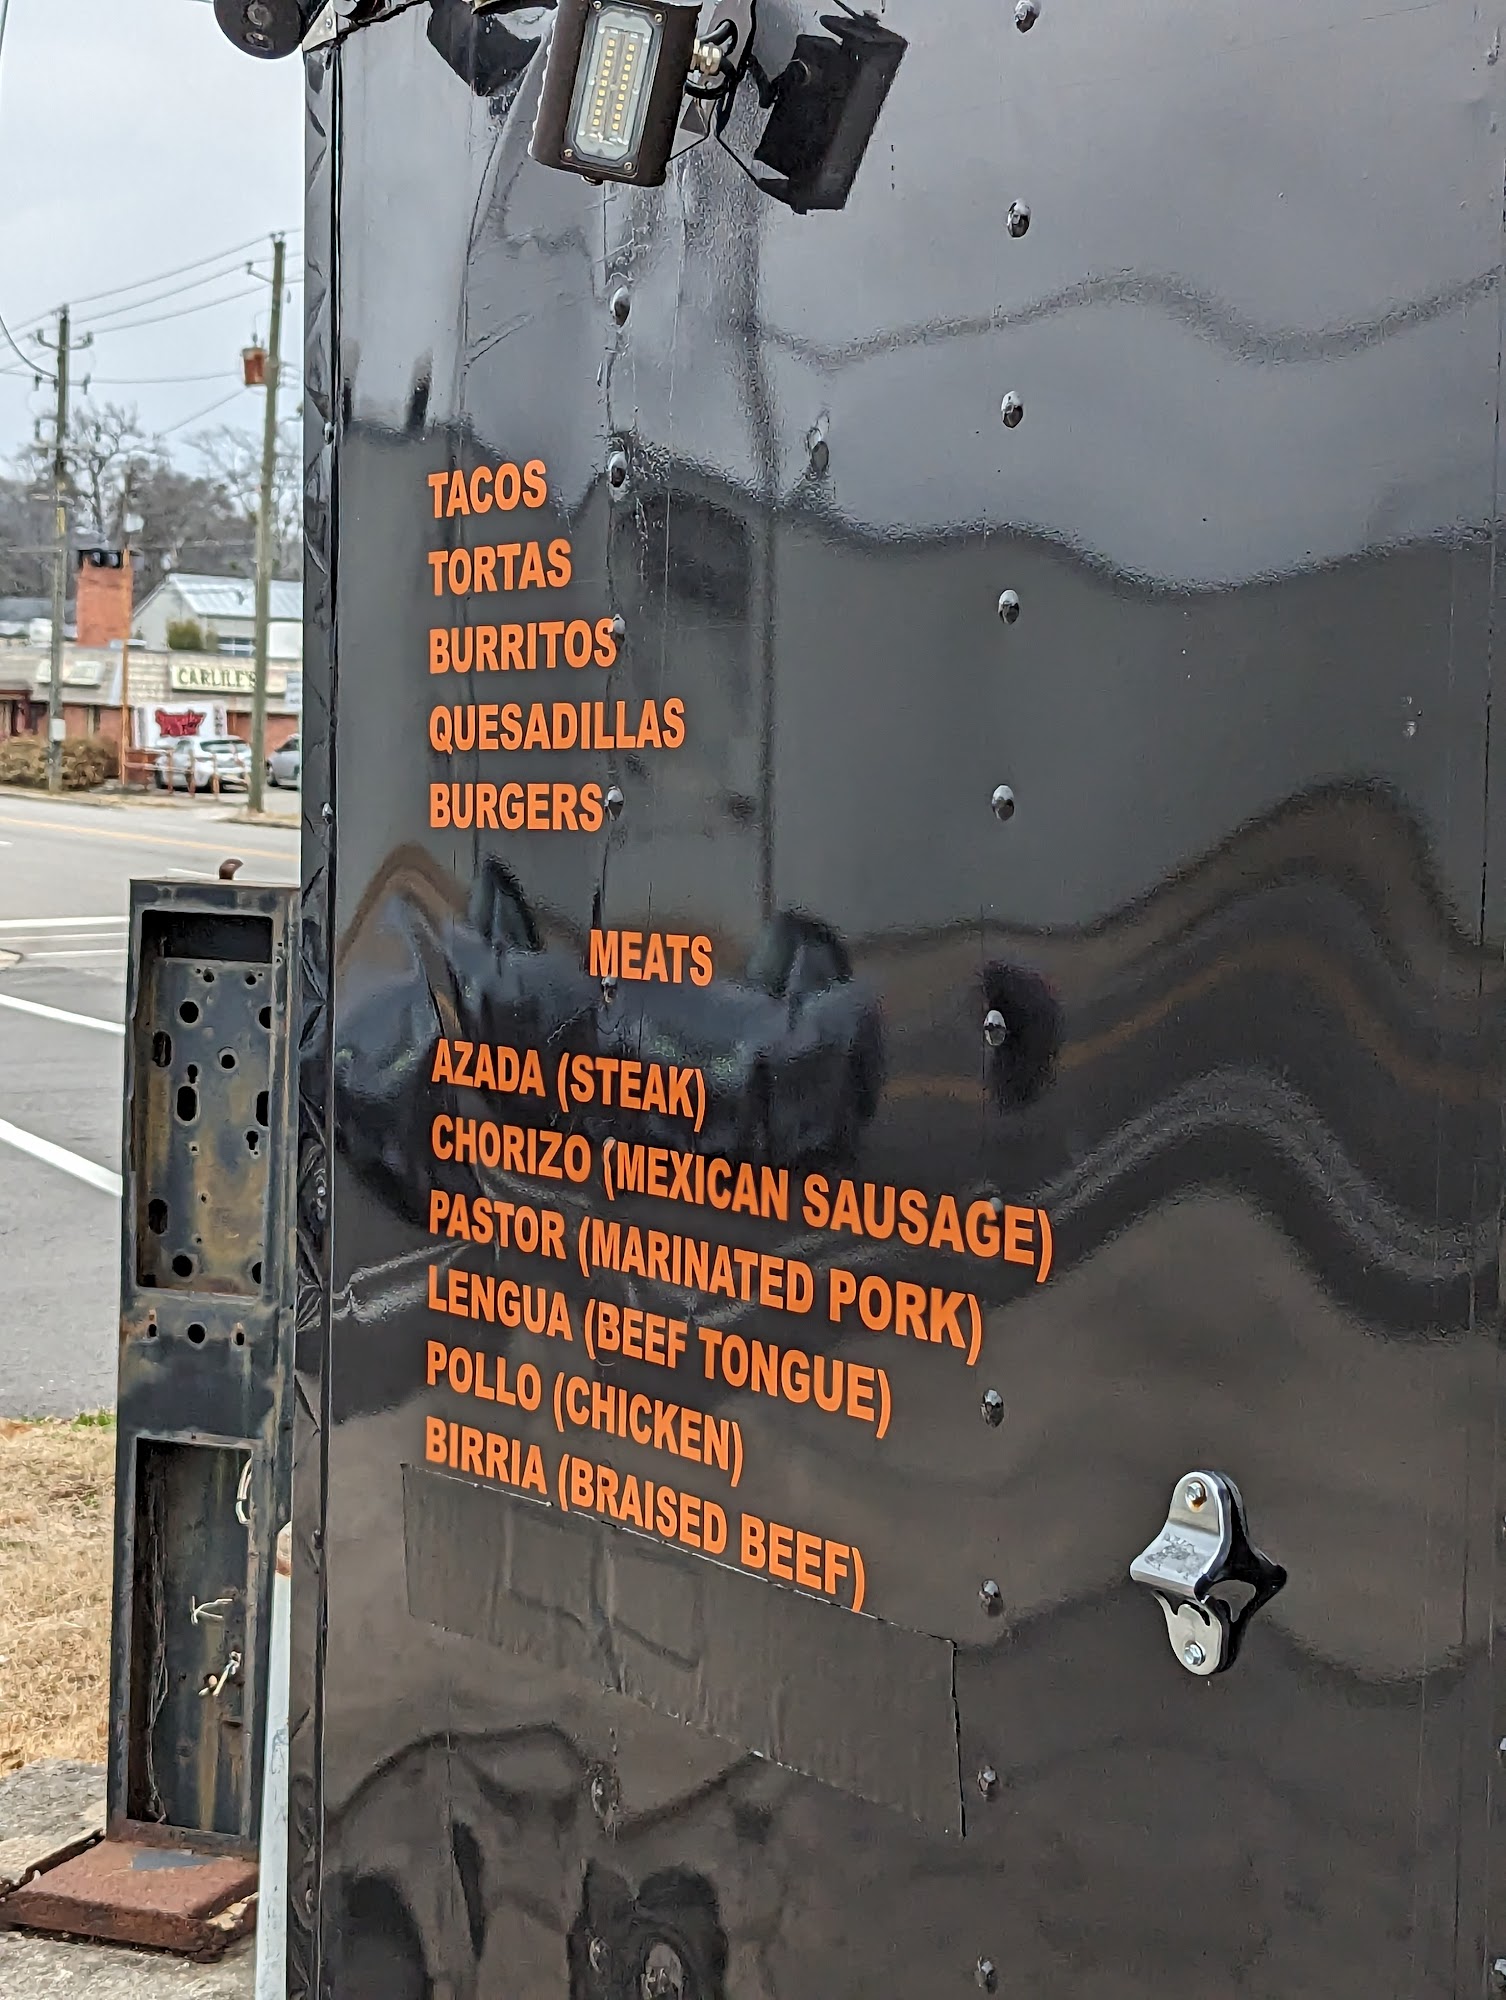 CARLILE'S
TACOS
TORTAS
BURRITOS
QUESADILLAS
BURGERS
MEATS
AZADA (STEAK)
CHORIZO (MEXICAN SAUSAGE)
PASTOR (MARINATED PORK)
LENGUA (BEEF TONGUE)
POLLO (CHICKEN)
BIRRIA (BRAISED BEEF)